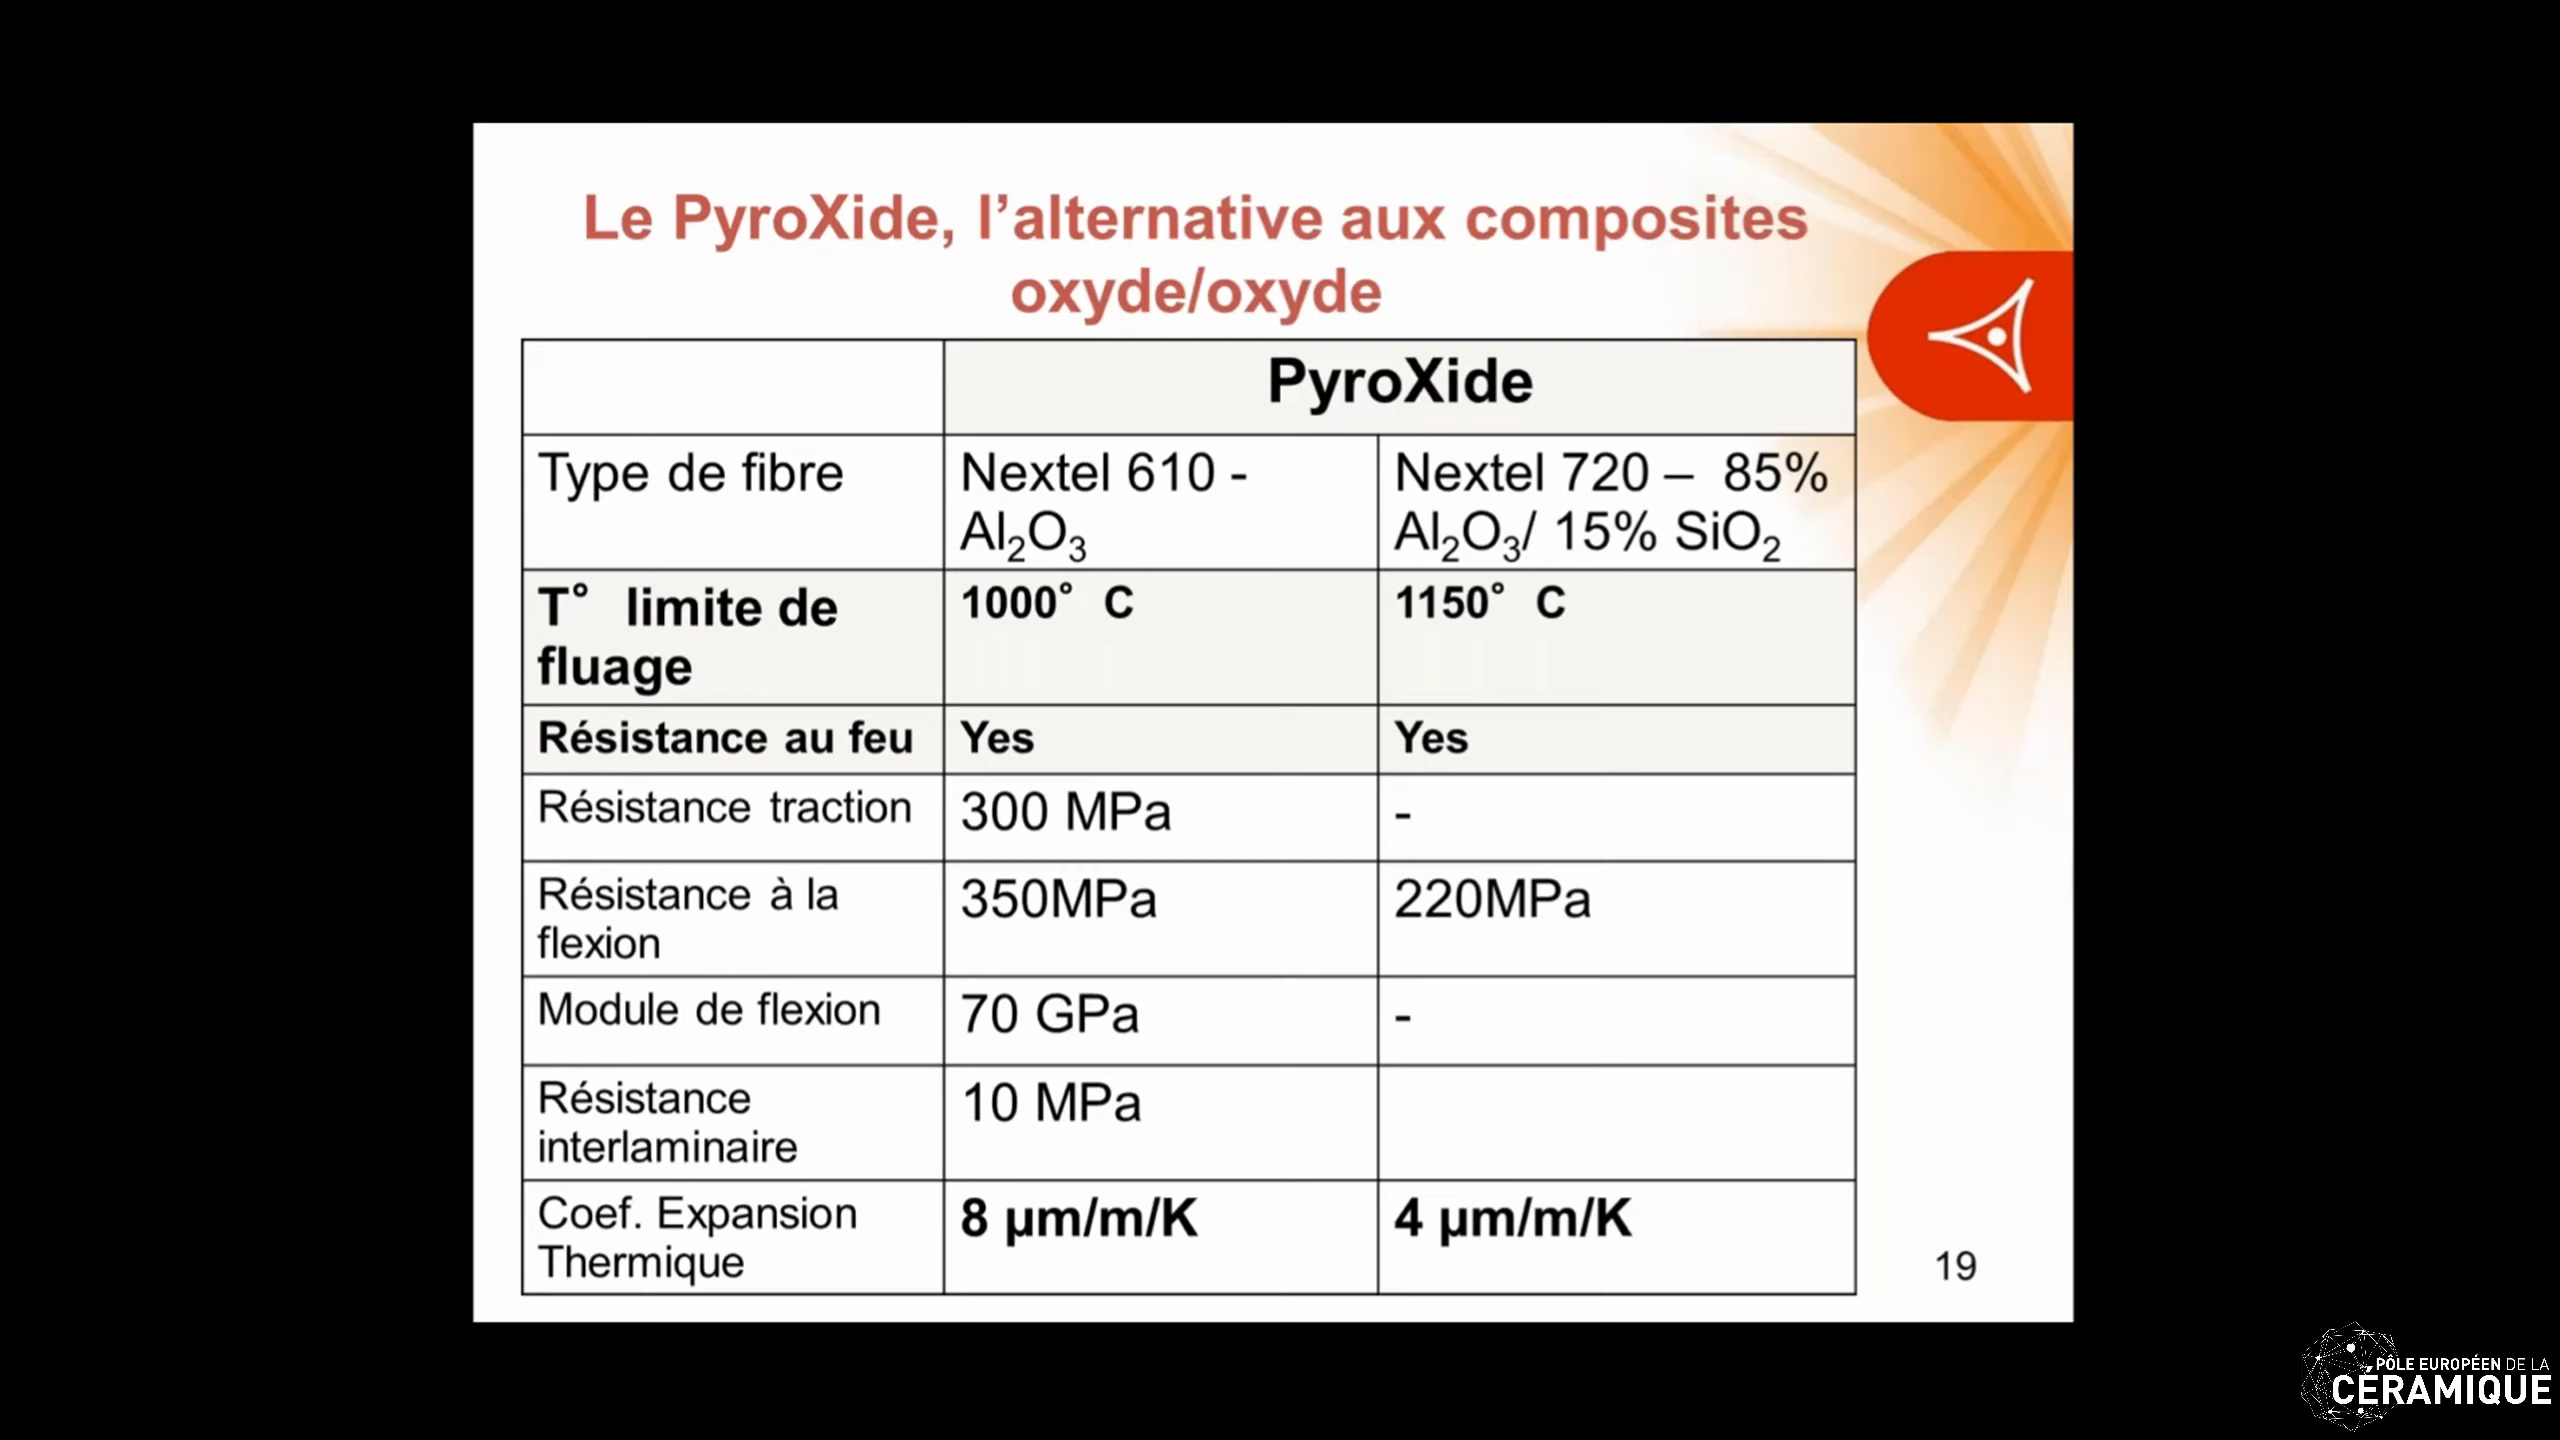 Le PyroXide, l’alternative aux composites
oxyde/oxyde
PyroXide
Type de fibre
Nextel 610 -
Al₂O₃
Nextel 720 – 85%
Al₂O₃/ 15% SiO₂
T° limite de
fluage
1000° C
1150° C
Résistance au feu
Yes
Yes
Résistance traction
300 MPa
-
Résistance à la
flexion
350MPa
220MPa
Module de flexion
70 GPa
-
Résistance
interlaminaire
10 MPa
Coef. Expansion
Thermique
8 µm/m/K
4 µm/m/K
19
PÔLE EUROPÉEN DE LA
CÉRAMIQUE